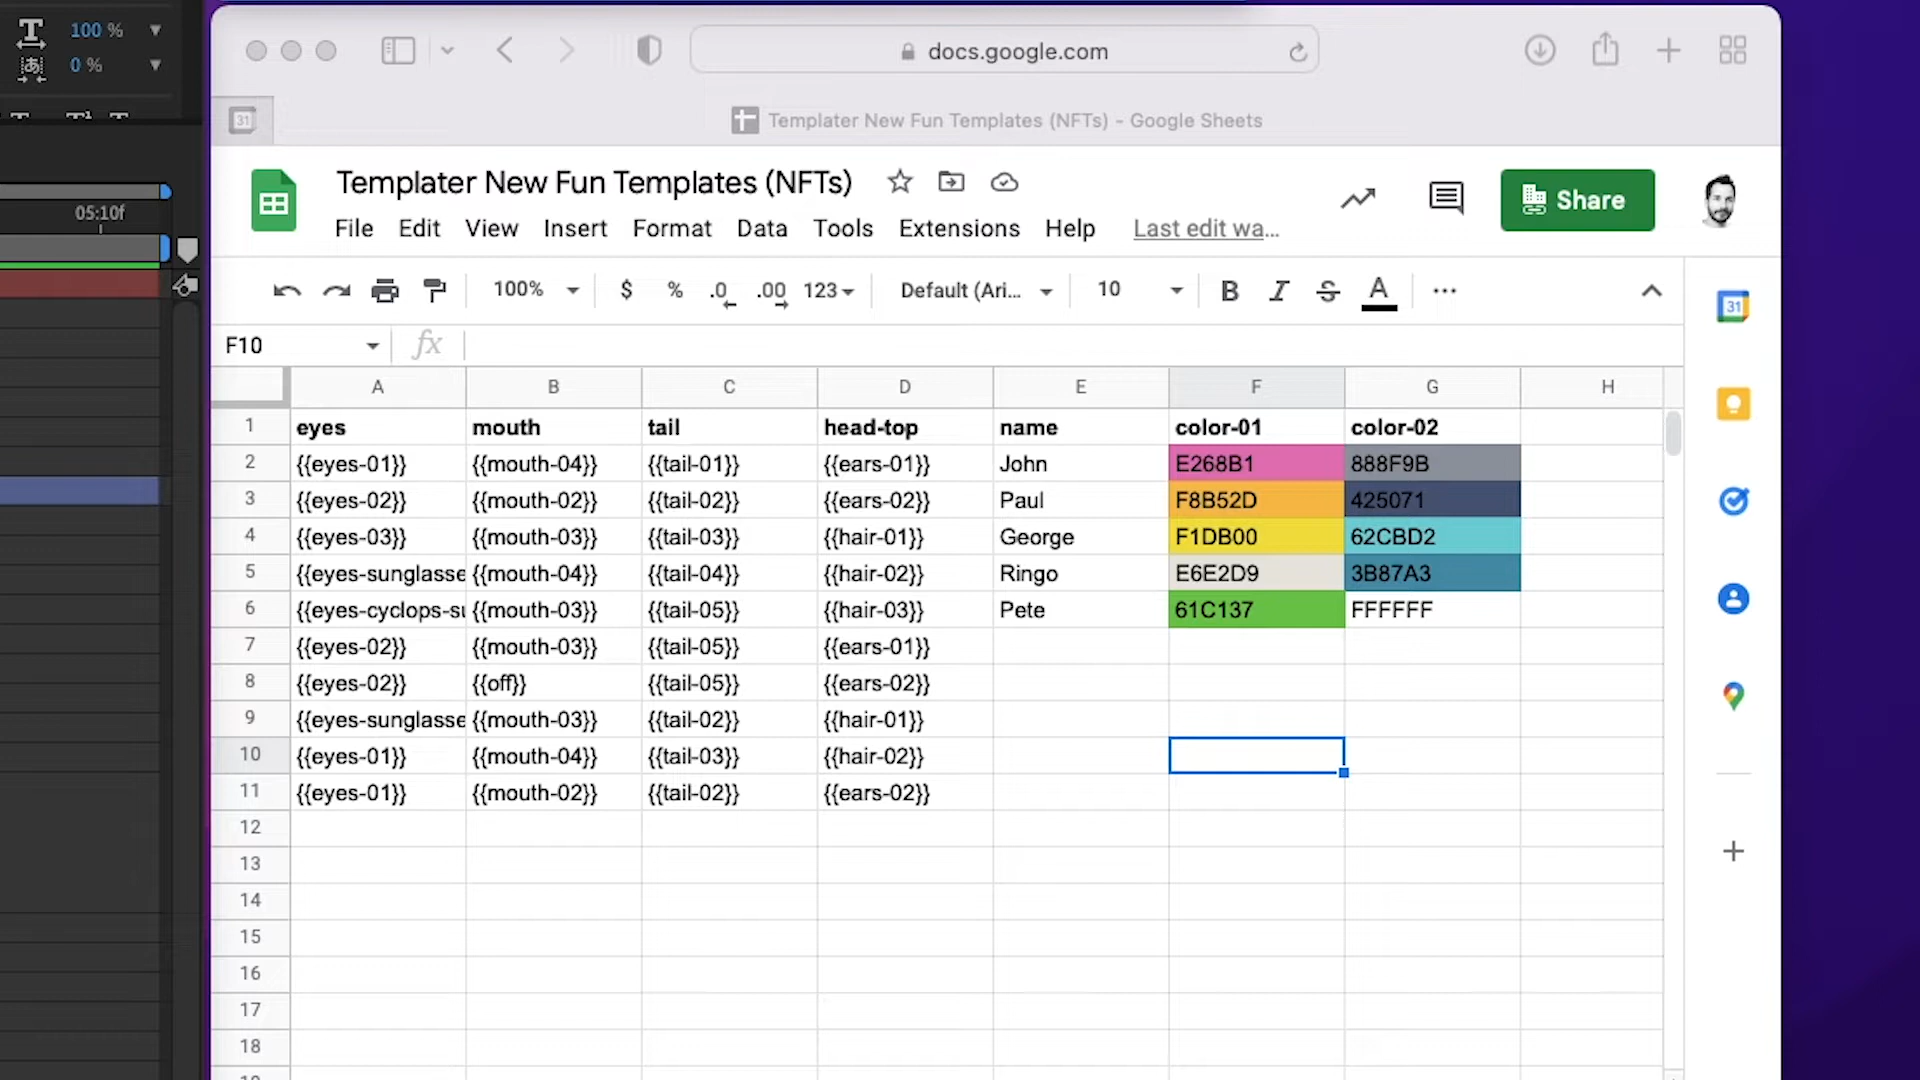 100 %
0 %
05:10f
docs.google.com
31
Templater New Fun Templates (NFTs) - Google Sheets
Templater New Fun Templates (NFTs)
File Edit View Insert Format Data Tools Extensions Help Last edit wa...
Share
100% $ % .0 .00 123 Default (Ari... 10 B I S A
31
F10 fx
A B C D E F G H
1 eyes mouth tail head-top name color-01 color-02
2 {{eyes-01}} {{mouth-04}} {{tail-01}} {{ears-01}} John E268B1 888F9B
3 {{eyes-02}} {{mouth-02}} {{tail-02}} {{ears-02}} Paul F8B52D 425071
4 {{eyes-03}} {{mouth-03}} {{tail-03}} {{hair-01}} George F1DB00 62CBD2
5 {{eyes-sunglasse {{mouth-04}} {{tail-04}} {{hair-02}} Ringo E6E2D9 3B87A3
6 {{eyes-cyclops-su {{mouth-03}} {{tail-05}} {{hair-03}} Pete 61C137 FFFFFF
7 {{eyes-02}} {{mouth-03}} {{tail-05}} {{ears-01}}
8 {{eyes-02}} {{off}} {{tail-05}} {{ears-02}}
9 {{eyes-sunglasse {{mouth-03}} {{tail-02}} {{hair-01}}
10 {{eyes-01}} {{mouth-04}} {{tail-03}} {{hair-02}}
11 {{eyes-01}} {{mouth-02}} {{tail-02}} {{ears-02}}
12
13
14
15
16
17
18